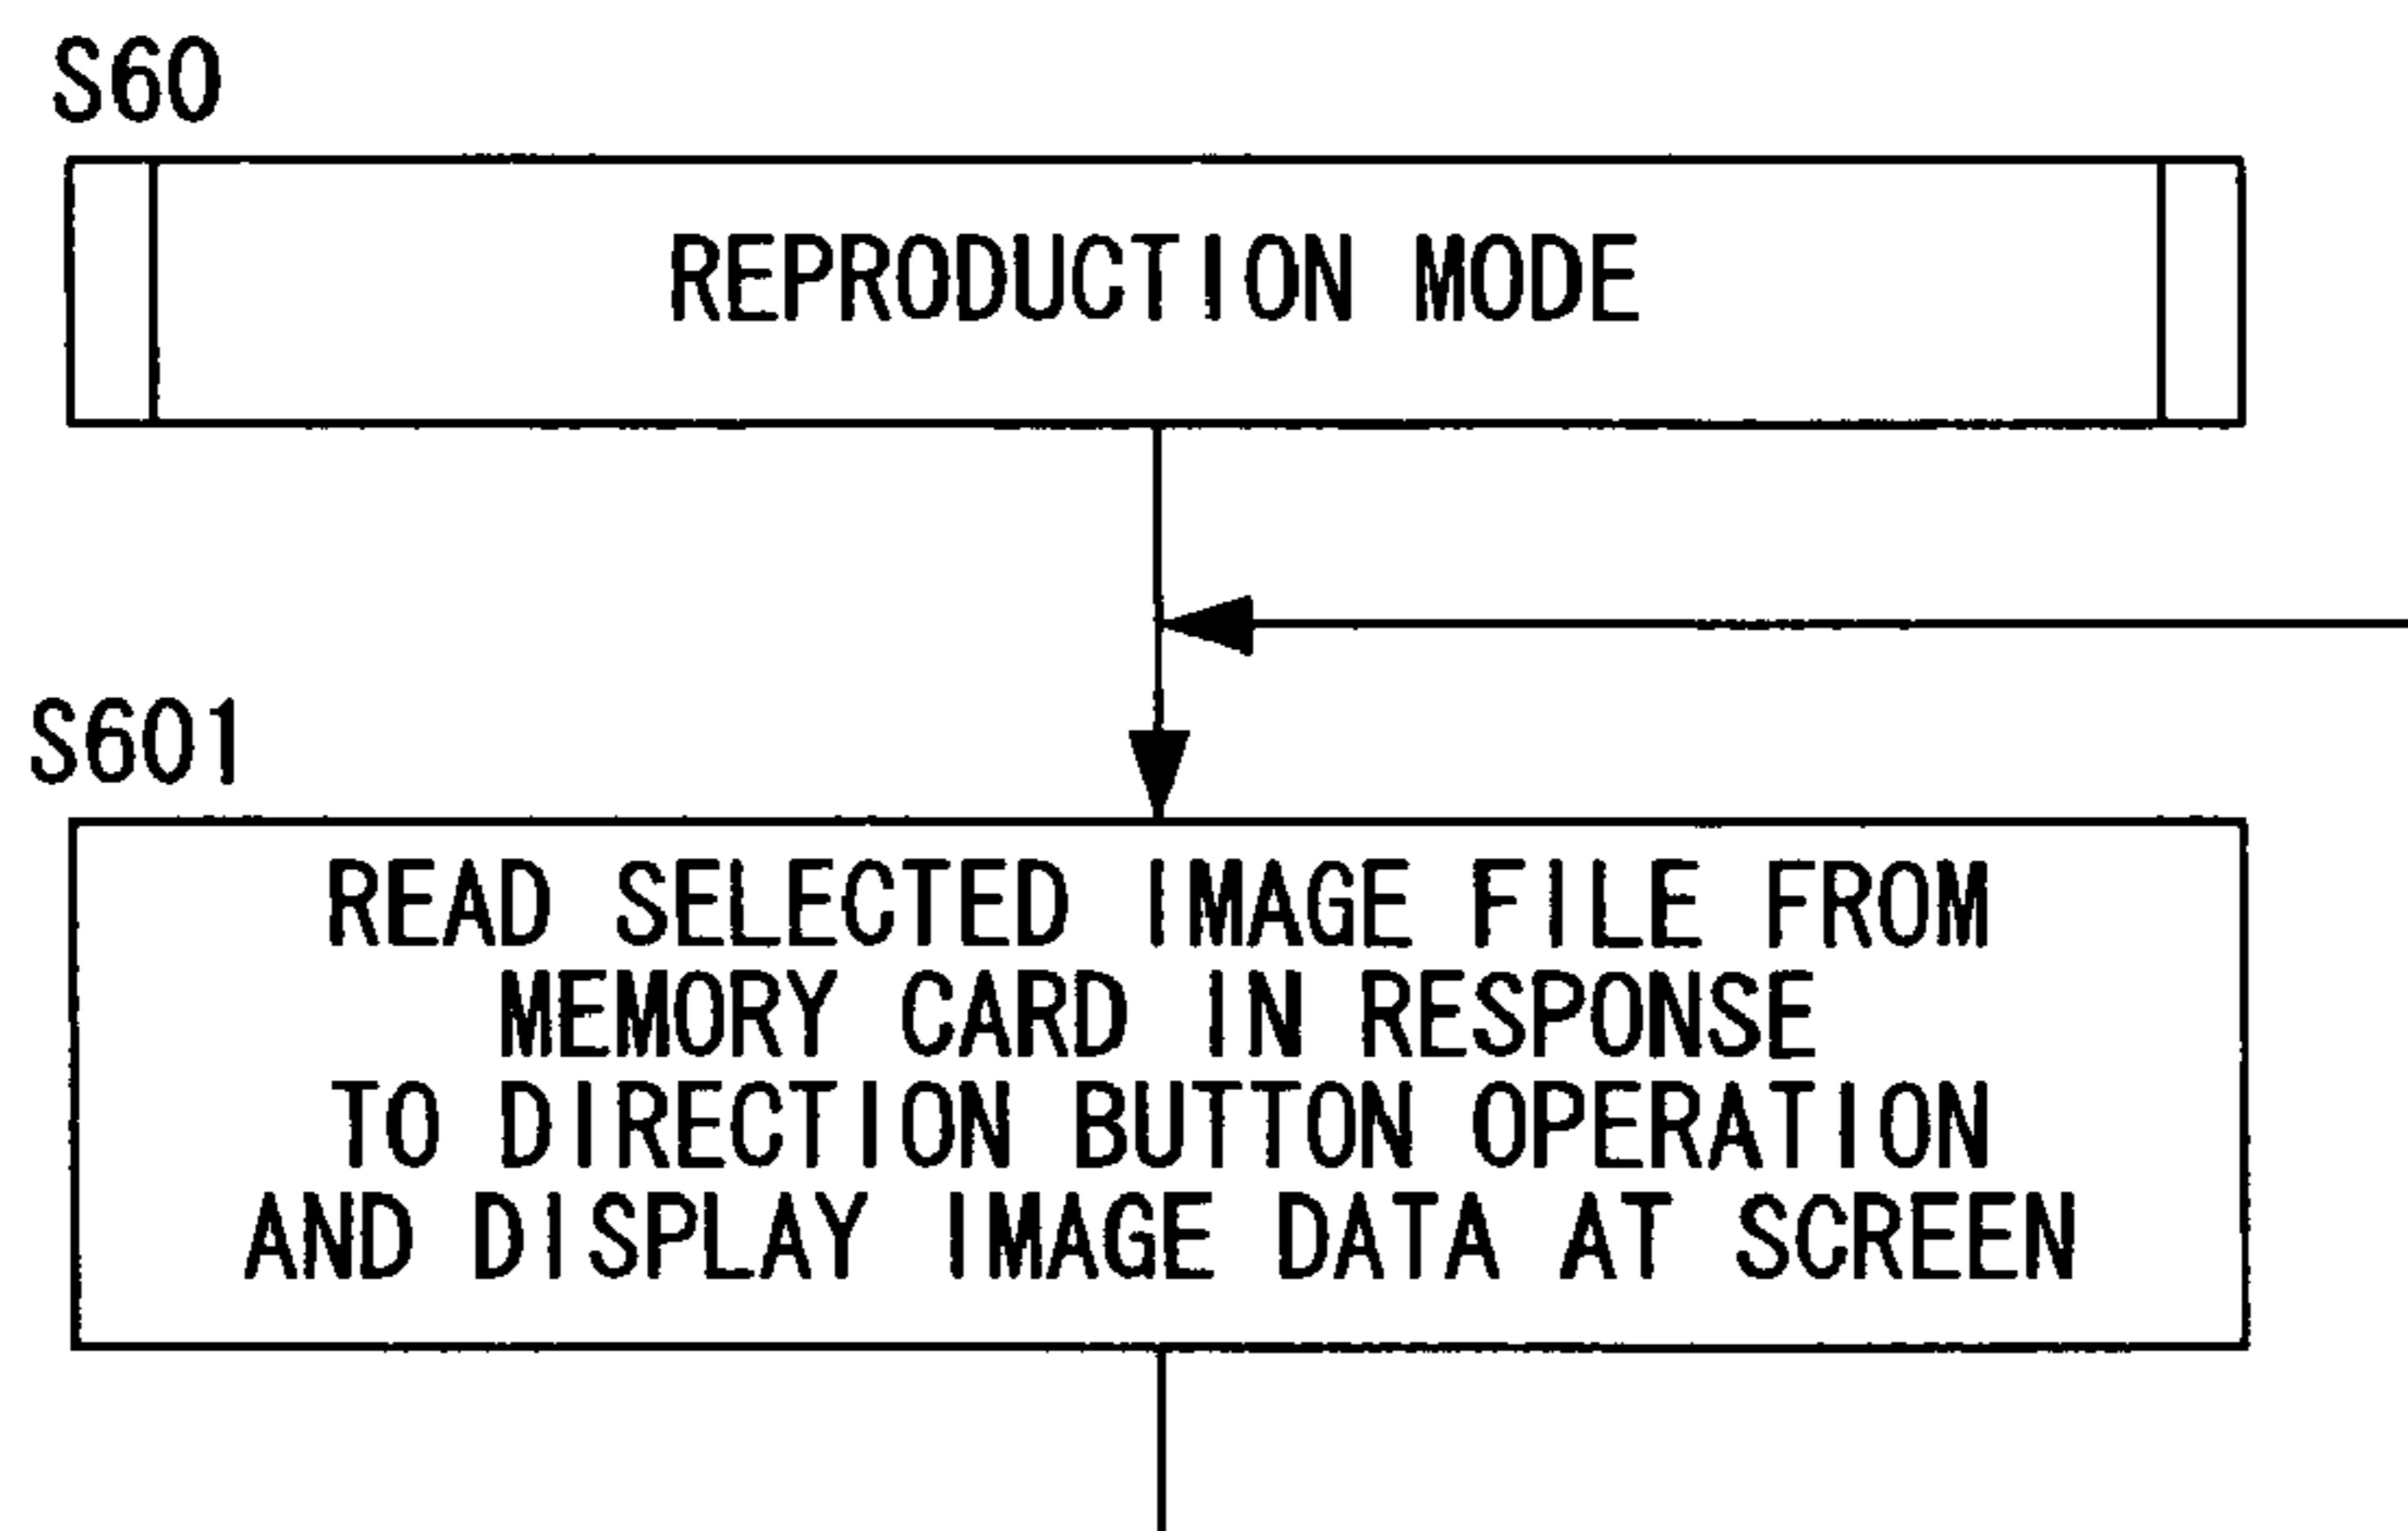 S60
REPRODUCTION MODE
S601
READ SELECTED IMAGE FILE FROM
MEMORY CARD IN RESPONSE
TO DIRECTION BUTTON OPERATION
AND DISPLAY IMAGE DATA AT SCREEN